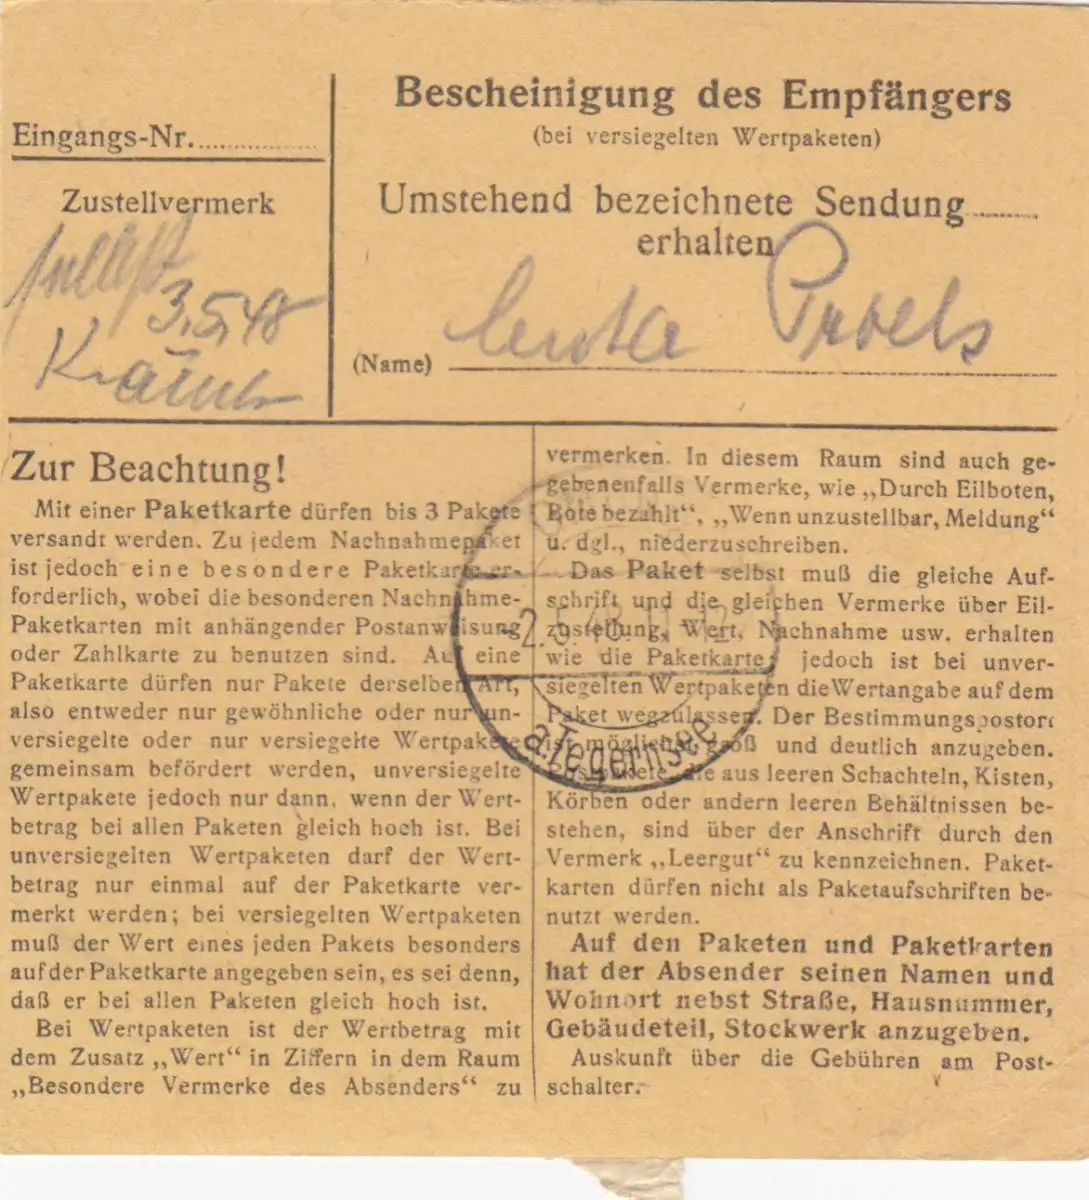 Eingangs-Nr.
Zustellvermerk
3.5.48
Bescheinigung des Empfängers
(bei versiegelten Wertpaketen)
Umstehend bezeichnete Sendung
erhalten
(Name)
Zur Beachtung!
Mit einer Paketkarte dürfen bis 3 Pakete
versandt werden. Zu jedem Nachnahmepaket
ist jedoch eine besondere Paketkarte er-
forderlich, wobei die besonderen Nachnahme-
Paketkarten mit anhängender Postanweisung
oder Zahlkarte zu benutzen sind. Auf eine
Paketkarte dürfen nur Pakete derselben Art,
also entweder nur gewöhnliche oder nur un-
versiegelte oder nur versiegelte Wertpakete
gemeinsam befördert werden, unversiegelte
Wertpakete jedoch nur dann, wenn der Wert-
betrag bei allen Paketen gleich hoch ist. Bei
unversiegelten Wertpaketen darf der Wert-
betrag nur einmal auf der Paketkarte ver-
merkt werden; bei versiegelten Wertpaketen
muß der Wert eines jeden Pakets besonders
auf der Paketkarte angegeben sein, es sei denn,
daß er bei allen Paketen gleich hoch ist.
Bei Wertpaketen ist der Wertbetrag mit
dem Zusatz „Wert“ in Ziffern in dem Raum
„Besondere Vermerke des Absenders“ zu
vermerken. In diesem Raum sind auch ge-
gebenenfalls Vermerke, wie „Durch Eilboten,
Bote bezahlt“, „Wenn unzustellbar, Meldung“
u. dgl., niederzuschreiben.
Das Paket selbst muß die gleiche Auf-
schrift und die gleichen Vermerke über Eil-
zustellung, Wert, Nachnahme usw. erhalten
wie die Paketkarte, jedoch ist bei unver-
siegelten Wertpaketen die Wertangabe auf dem
Paket wegzulassen. Der Bestimmungspostort
ist möglichst groß und deutlich anzugeben.
Postpakete, die aus leeren Schachteln, Kisten,
Körben oder andern leeren Behältnissen be-
stehen, sind über der Anschrift durch den
Vermerk „Leergut“ zu kennzeichnen. Paket-
karten dürfen nicht als Paketaufschriften be-
nutzt werden.
Auf den Paketen und Paketkarten
hat der Absender seinen Namen und
Wohnort nebst Straße, Hausnummer,
Gebäudeteil, Stockwerk anzugeben.
Auskunft über die Gebühren am Post-
schalter.
a.Tegernsee